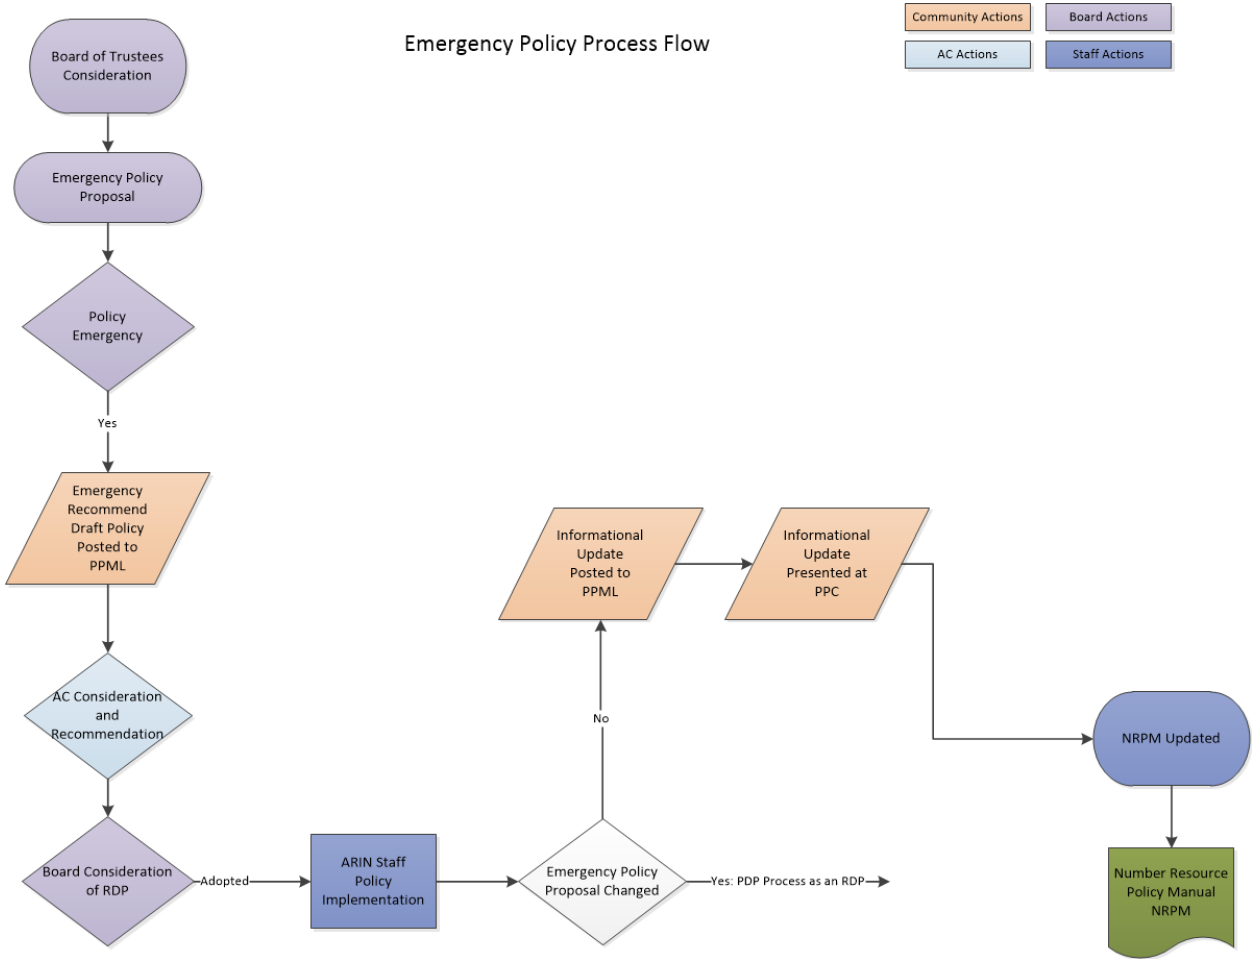 Emergency Policy Process Flow
Community Actions
Board Actions
AC Actions
Staff Actions
Board of Trustees
Consideration
Emergency Policy
Proposal
Policy
Emergency
Yes
Emergency
Recommend
Draft Policy
Posted to
PPML
AC Consideration
and
Recommendation
Board Consideration
of RDP
Adopted
ARIN Staff
Policy
Implementation
Emergency Policy
Proposal Changed
Yes: PDP Process as an RDP
No
Informational
Update
Posted to
PPML
Informational
Update
Presented at
PPC
NRPM Updated
Number Resource
Policy Manual
NRPM